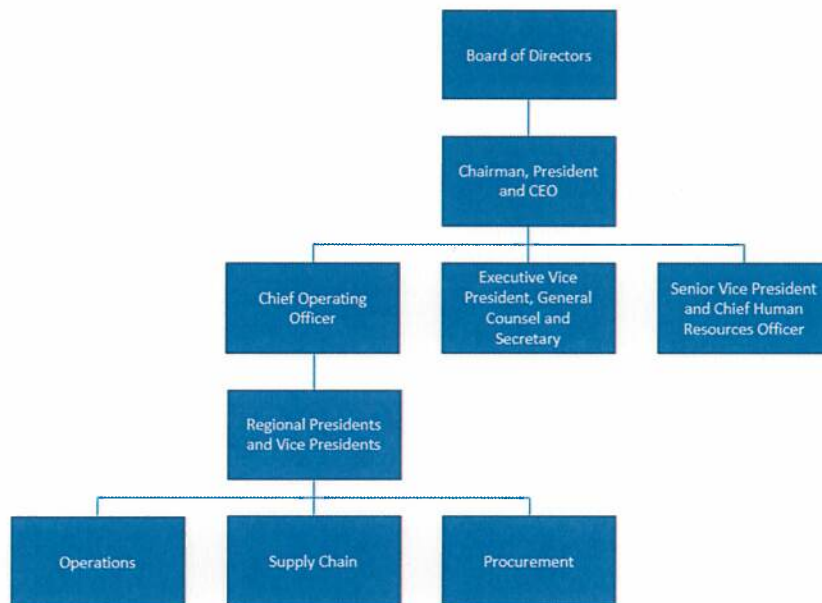 Board of Directors
Chairman, President
and CEO
Chief Operating
Officer
Executive Vice
President, General
Counsel and
Secretary
Senior Vice President
and Chief Human
Resources Officer
Regional Presidents
and Vice Presidents
Operations
Supply Chain
Procurement